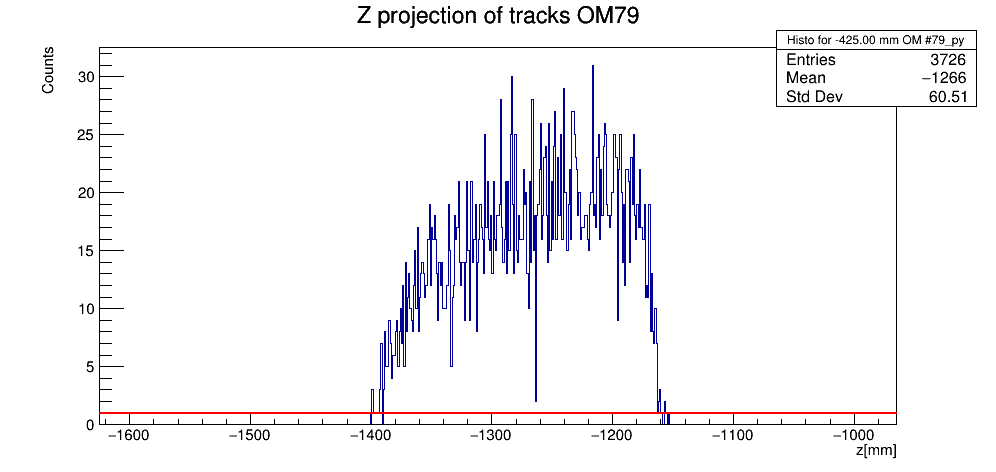 Z projection of tracks OM79
Histo for -425.00 mm OM #79_py
Entries 3726
Mean −1266
Std Dev 60.51
Counts
30
25
20
15
10
5
0
−1600 −1500 −1400 −1300 −1200 −1100 −1000
z[mm]